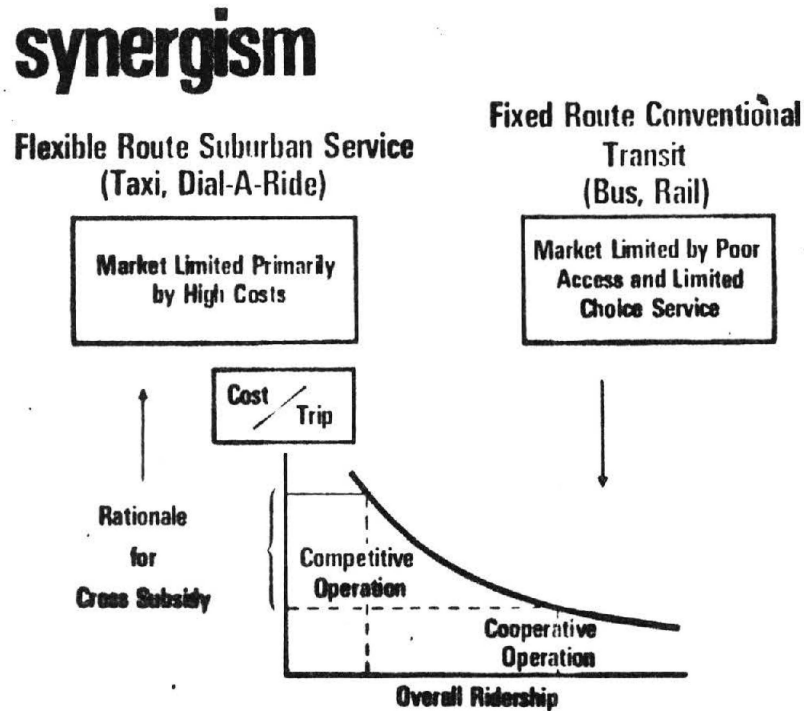 synergism
Flexible Route Suburban Service
(Taxi, Dial-A-Ride)
Fixed Route Conventional
Transit
(Bus, Rail)
Market Limited Primarily
by High Costs
Market Limited by Poor
Access and Limited
Choice Service
Cost / Trip
Rationale
for
Cross Subsidy
Competitive
Operation
Cooperative
Operation
Overall Ridership